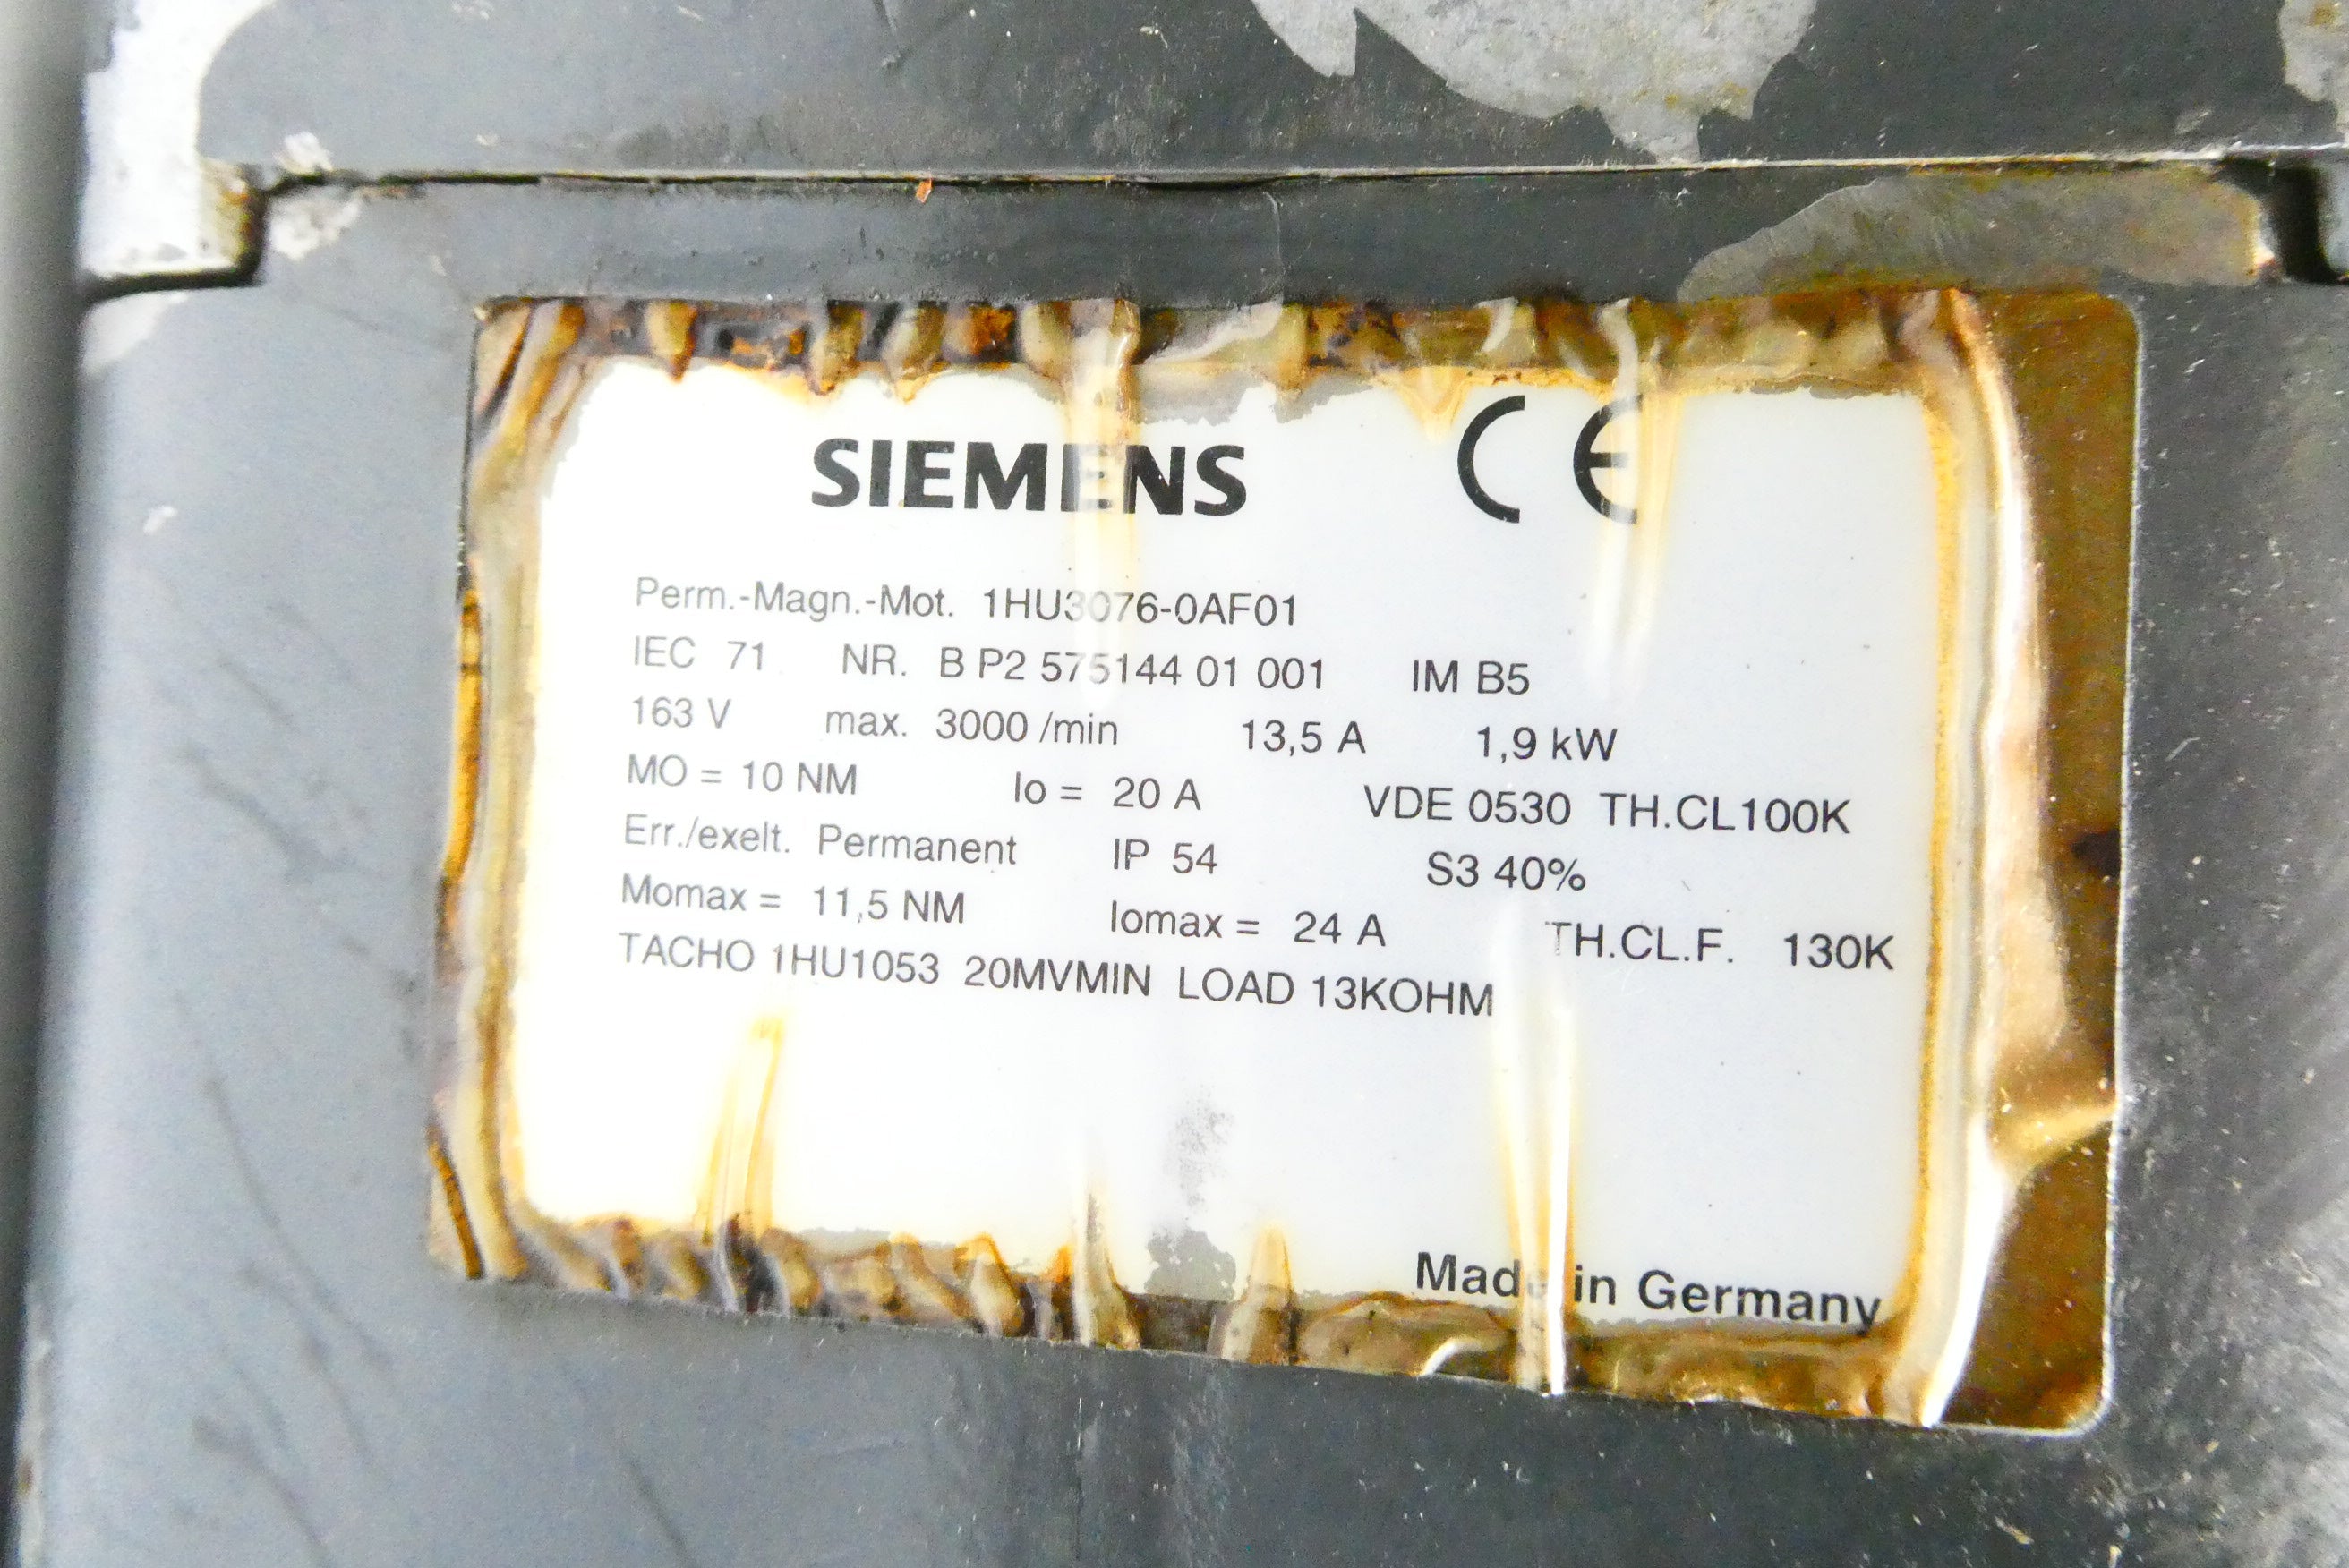 SIEMENS CE
Perm.-Magn.-Mot. 1HU3076-0AF01
IEC 71 NR. B P2 575144 01 001 IM B5
163 V max. 3000 /min 13,5 A 1,9 kW
MO = 10 NM Io = 20 A VDE 0530 TH.CL100K
Err./exelt. Permanent IP 54 S3 40%
Momax = 11,5 NM Iomax = 24 A TH.CL.F. 130K
TACHO 1HU1053 20MVMIN LOAD 13KOHM
Made in Germany